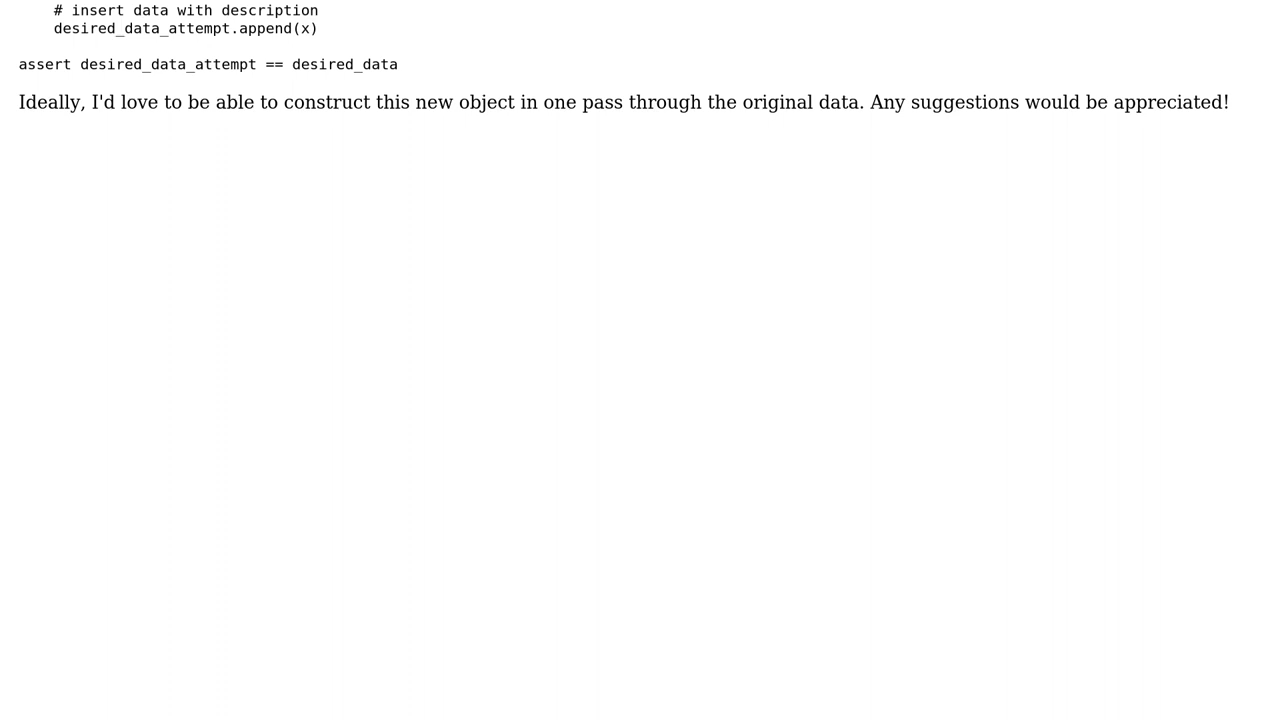 # insert data with description
desired_data_attempt.append(x)
assert desired_data_attempt == desired_data
Ideally, I'd love to be able to construct this new object in one pass through the original data. Any suggestions would be appreciated!